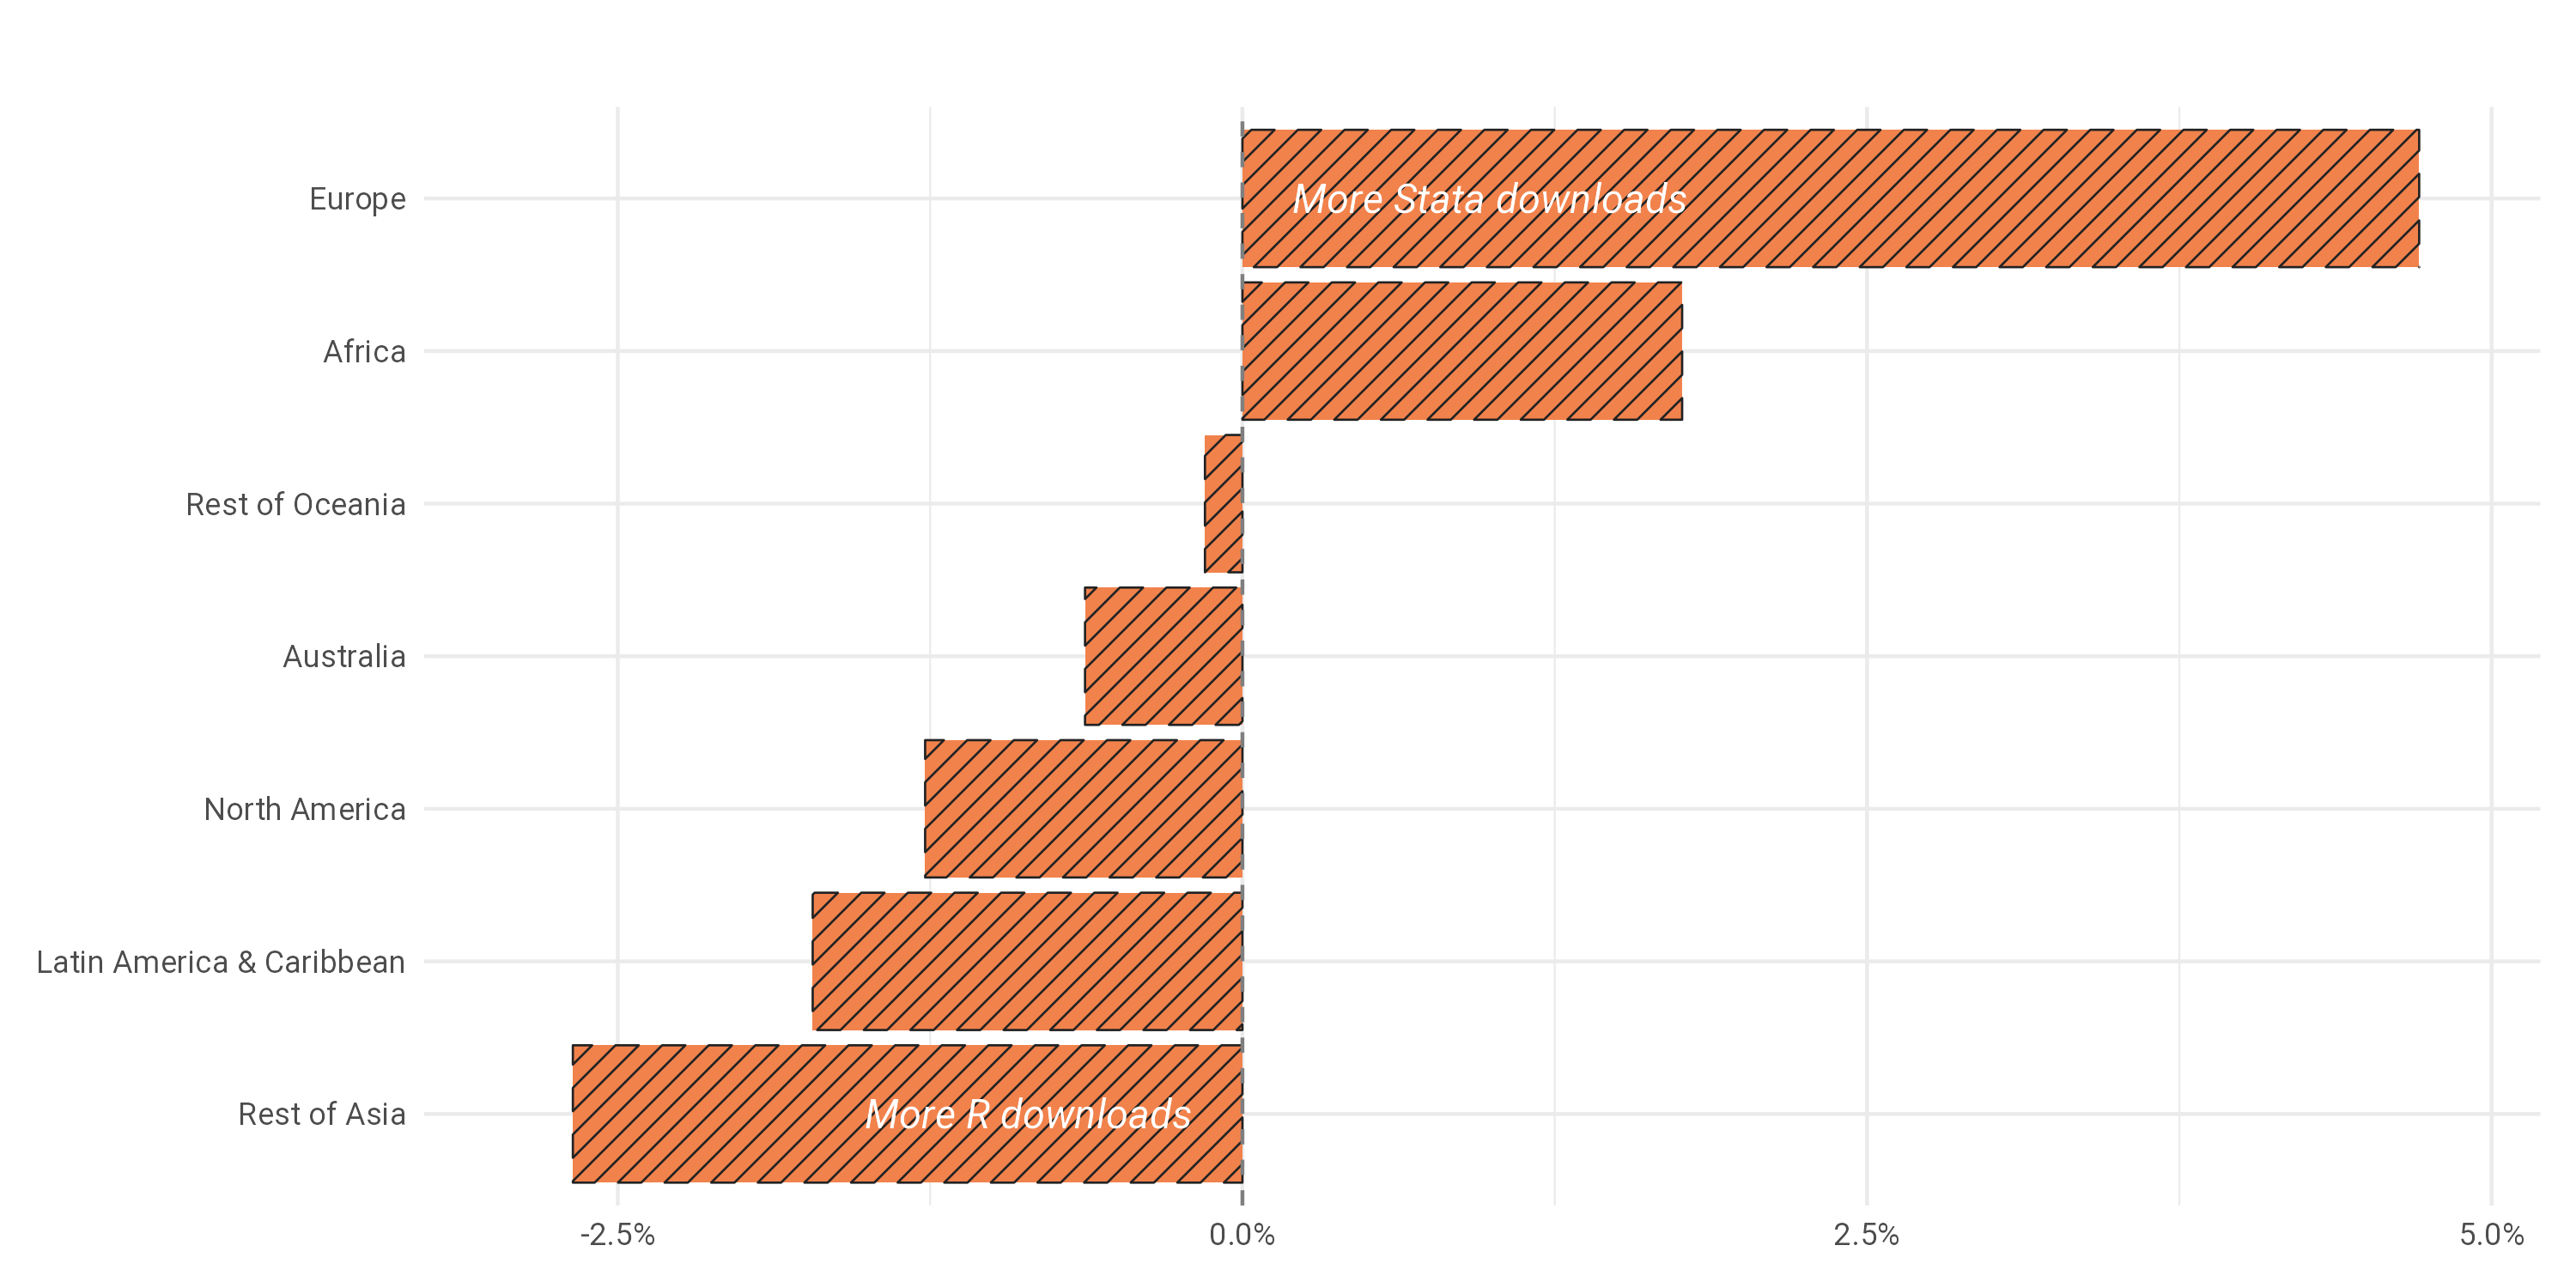 Europe
More Stata downloads
Africa
Rest of Oceania
Australia
North America
Latin America & Caribbean
Rest of Asia
More R downloads
-2.5%
0.0%
2.5%
5.0%